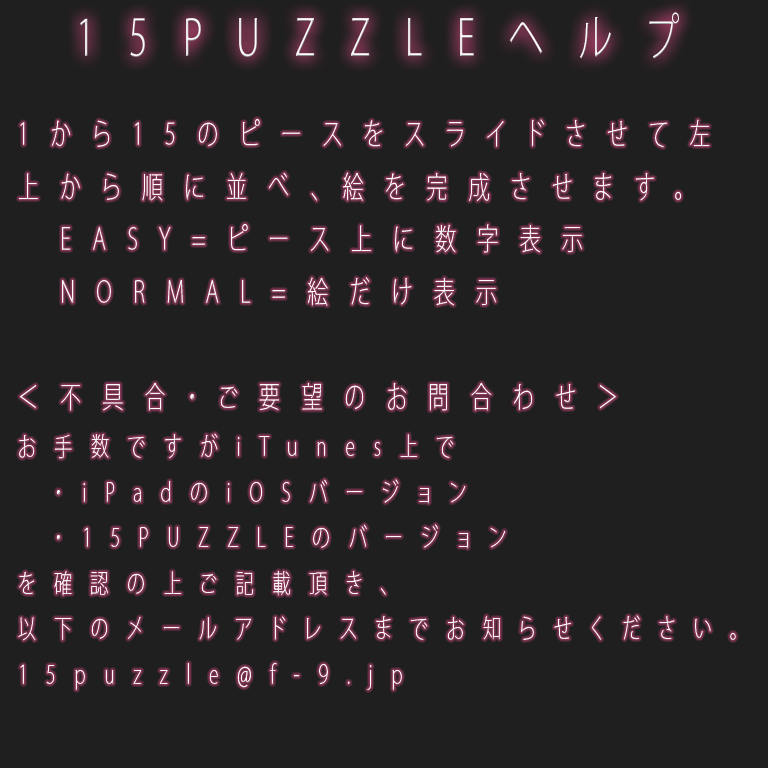 15PUZZLEヘルプ
1から15のピースをスライドさせて左
上から順に並べ、絵を完成させます。
EASY=ピース上に数字表示
NORMAL=絵だけ表示
<不具合・ご要望のお問合わせ>
お手数ですがiTunes上で
・iPadのiOSバージョン
・15PUZZLEのバージョン
を確認の上ご記載頂き、
以下のメールアドレスまでお知らせください。
15puzzle@f-9.jp